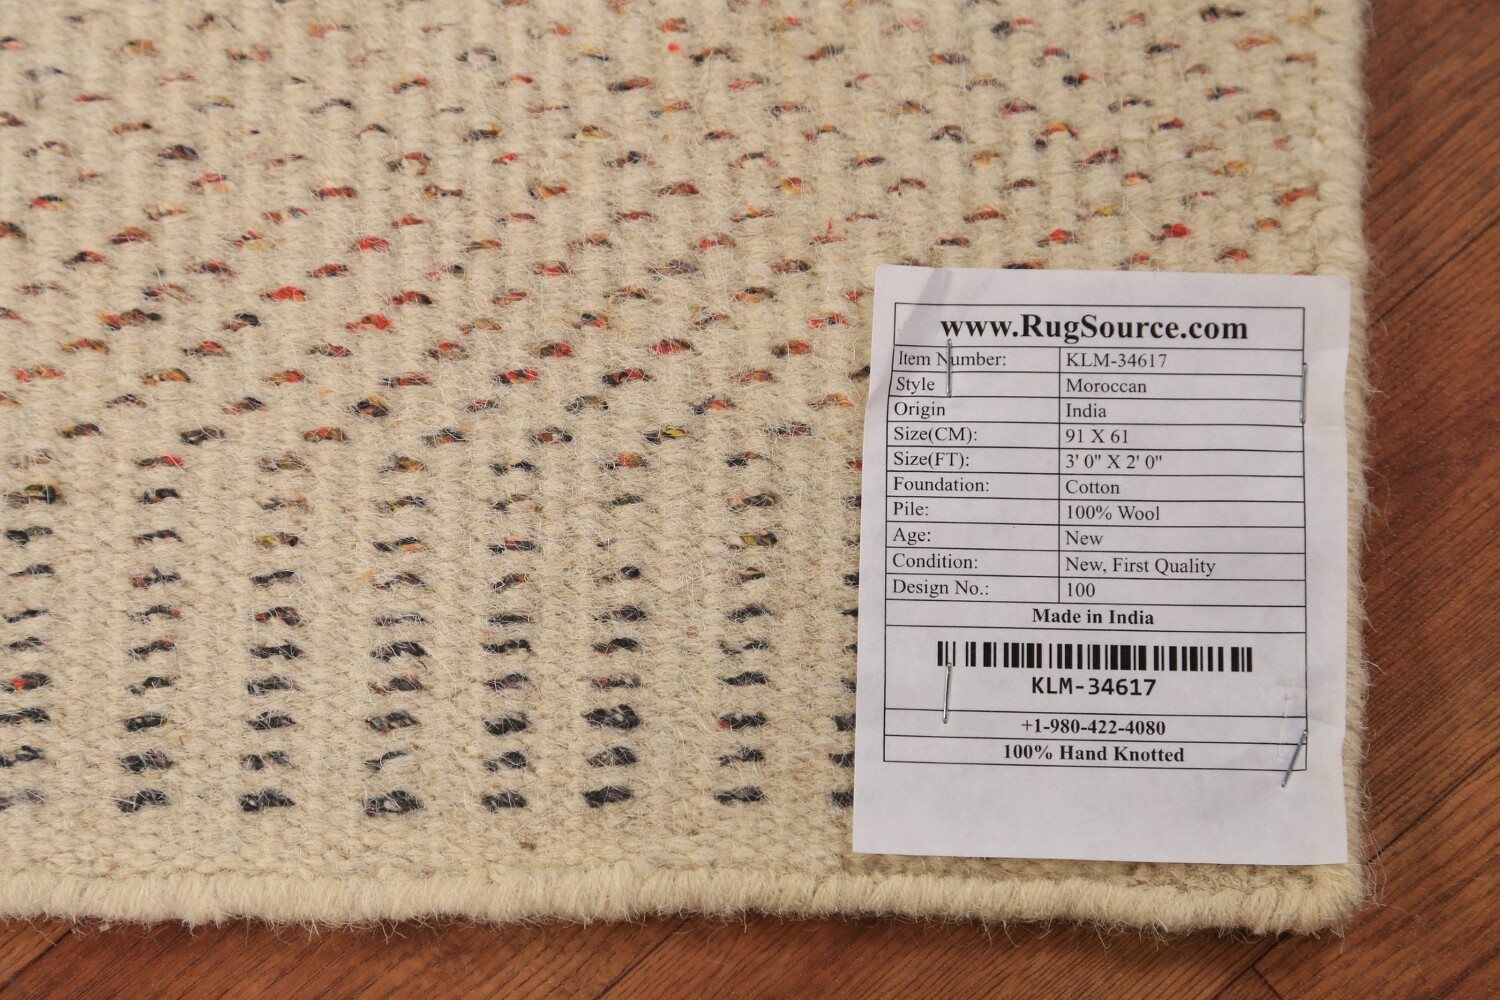 www.RugSource.com
Item Number: KLM-34617
Style Moroccan
Origin India
Size(CM): 91 X 61
Size(FT): 3' 0" X 2' 0"
Foundation: Cotton
Pile: 100% Wool
Age: New
Condition: New, First Quality
Design No.: 100
Made in India
KLM-34617
+1-980-422-4080
100% Hand Knotted